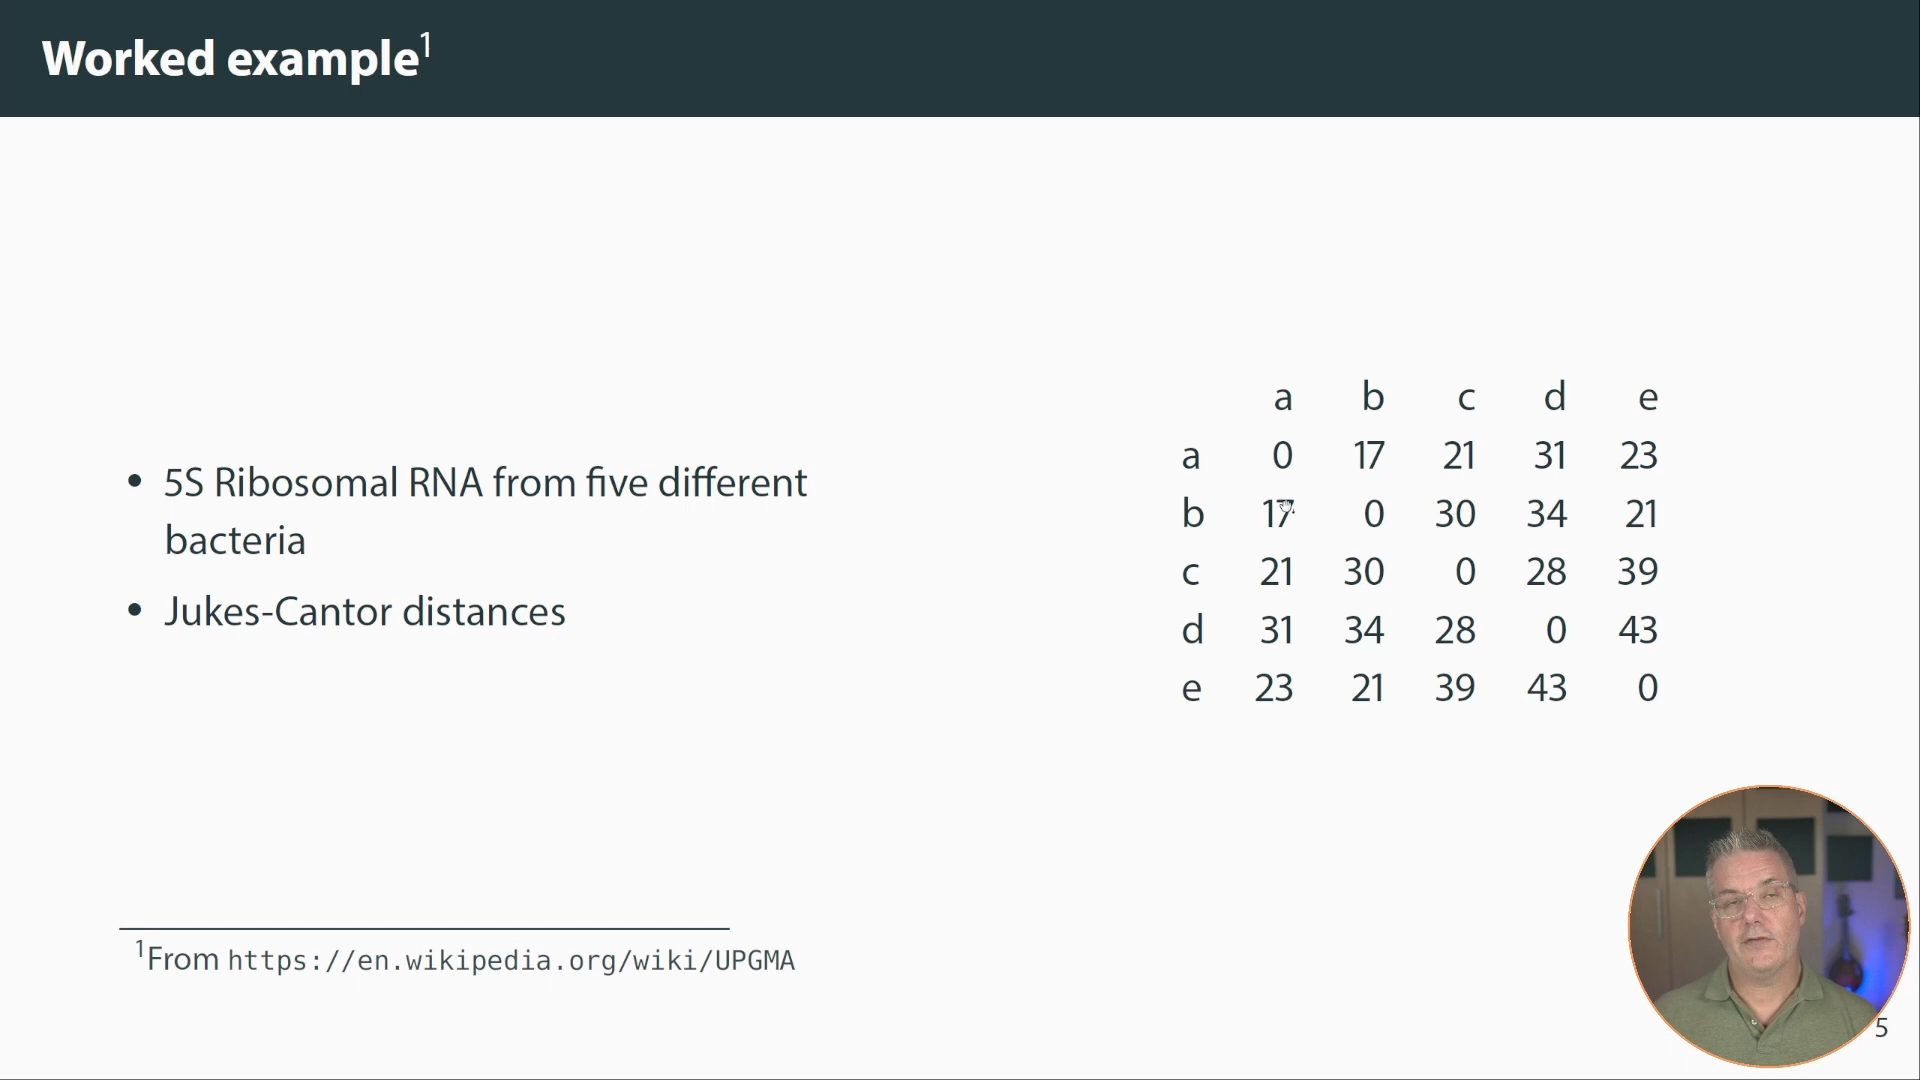 Worked example1
5S Ribosomal RNA from five different
bacteria
Jukes-Cantor distances
a b c d e
a 0 17 21 31 23
b 17 0 30 34 21
c 21 30 0 28 39
d 31 34 28 0 43
e 23 21 39 43 0
1From https://en.wikipedia.org/wiki/UPGMA
5